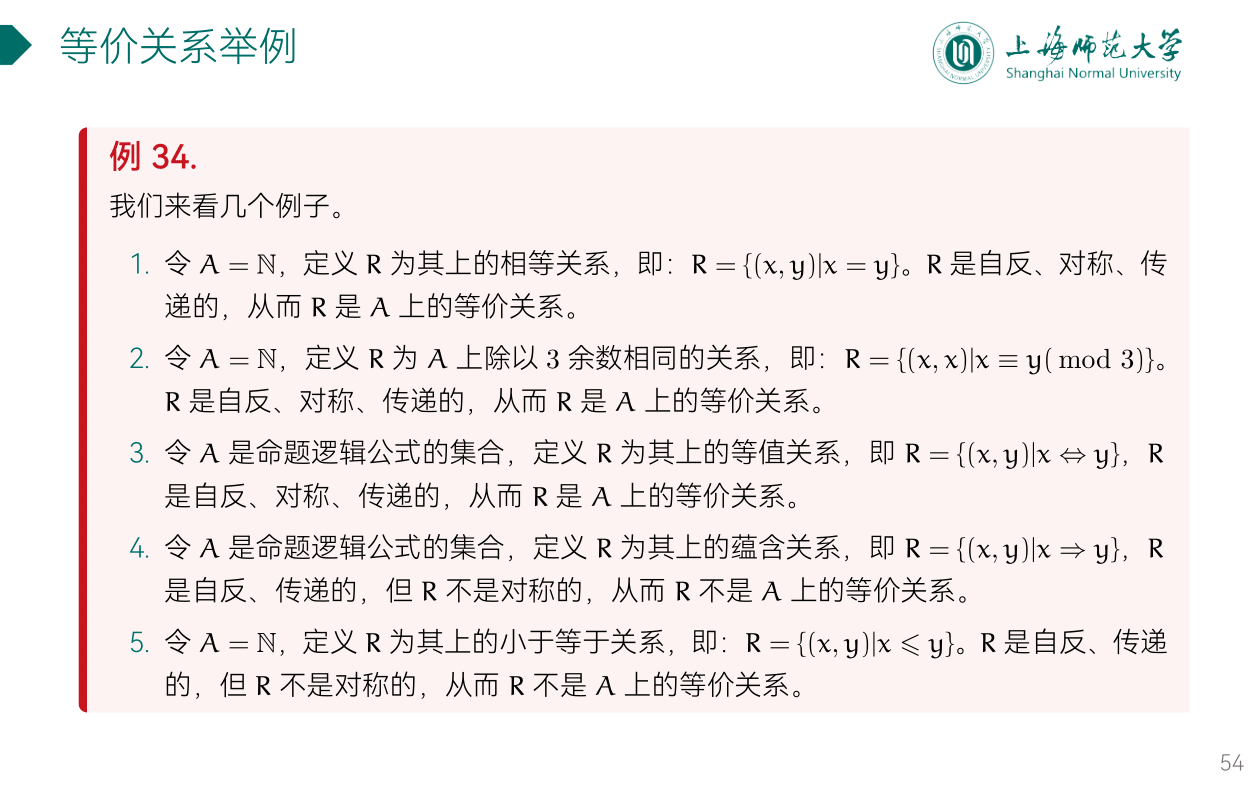 等价关系举例
上海师范大学
Shanghai Normal University
例 34.
我们来看几个例子。
1. 令 A = ℕ，定义 R 为其上的相等关系，即：R = {(x, y)|x = y}。R 是自反、对称、传
递的，从而 R 是 A 上的等价关系。
2. 令 A = ℕ，定义 R 为 A 上除以 3 余数相同的关系，即：R = {(x, x)|x ≡ y( mod 3)}。
R 是自反、对称、传递的，从而 R 是 A 上的等价关系。
3. 令 A 是命题逻辑公式的集合，定义 R 为其上的等值关系，即 R = {(x, y)|x ⇔ y}，R
是自反、对称、传递的，从而 R 是 A 上的等价关系。
4. 令 A 是命题逻辑公式的集合，定义 R 为其上的蕴含关系，即 R = {(x, y)|x ⇒ y}，R
是自反、传递的，但 R 不是对称的，从而 R 不是 A 上的等价关系。
5. 令 A = ℕ，定义 R 为其上的小于等于关系，即：R = {(x, y)|x ⩽ y}。R 是自反、传递
的，但 R 不是对称的，从而 R 不是 A 上的等价关系。
54